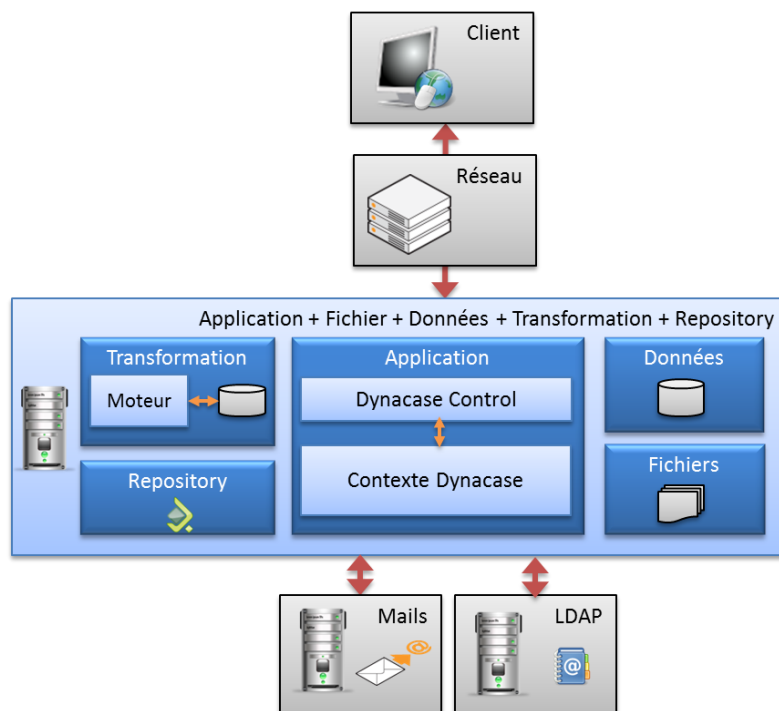 Client
Réseau
Application + Fichier + Données + Transformation + Repository
Transformation
Moteur
Repository
Application
Dynacase Control
Contexte Dynacase
Données
Fichiers
Mails
LDAP